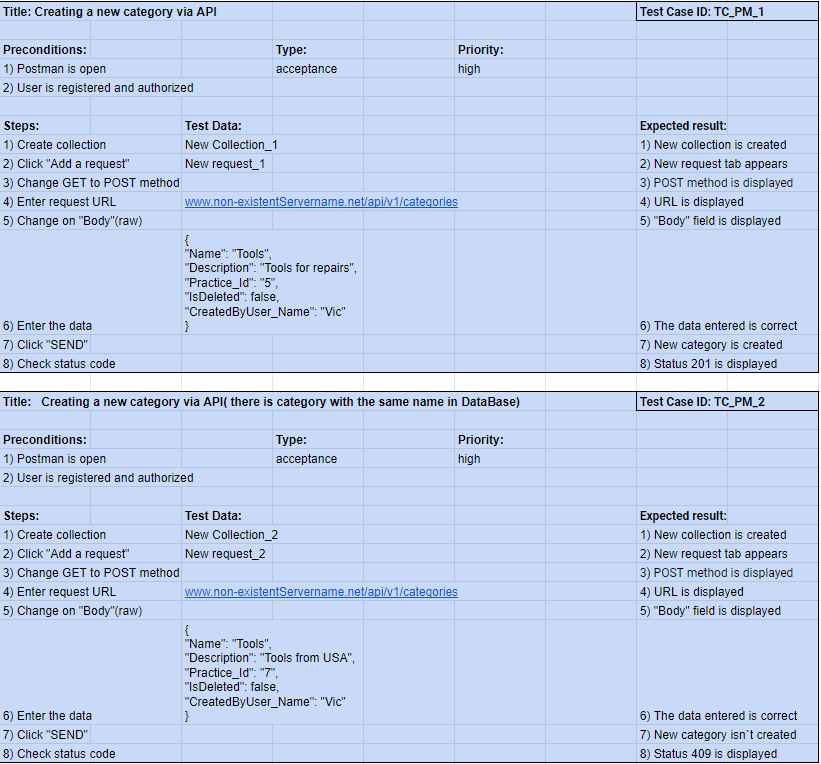 Title: Creating a new category via API Test Case ID: TC_PM_1
Preconditions: Type: Priority:
1) Postman is open acceptance high
2) User is registered and authorized
Steps: Test Data: Expected result:
1) Create collection New Collection_1 1) New collection is created
2) Click "Add a request" New request_1 2) New request tab appears
3) Change GET to POST method 3) POST method is displayed
4) Enter request URL www.non-existentServername.net/api/v1/categories 4) URL is displayed
5) Change on "Body"(raw) 5) "Body" field is displayed
{
"Name": "Tools",
"Description": "Tools for repairs",
"Practice_Id": "5",
"IsDeleted": false,
"CreatedByUser_Name": "Vic"
6) Enter the data } 6) The data entered is correct
7) Click "SEND" 7) New category is created
8) Check status code 8) Status 201 is displayed
Title: Creating a new category via API( there is category with the same name in DataBase) Test Case ID: TC_PM_2
Preconditions: Type: Priority:
1) Postman is open acceptance high
2) User is registered and authorized
Steps: Test Data: Expected result:
1) Create collection New Collection_2 1) New collection is created
2) Click "Add a request" New request_2 2) New request tab appears
3) Change GET to POST method 3) POST method is displayed
4) Enter request URL www.non-existentServername.net/api/v1/categories 4) URL is displayed
5) Change on "Body"(raw) 5) "Body" field is displayed
{
"Name": "Tools",
"Description": "Tools from USA",
"Practice_Id": "7",
"IsDeleted": false,
"CreatedByUser_Name": "Vic"
6) Enter the data } 6) The data entered is correct
7) Click "SEND" 7) New category isn`t created
8) Check status code 8) Status 409 is displayed